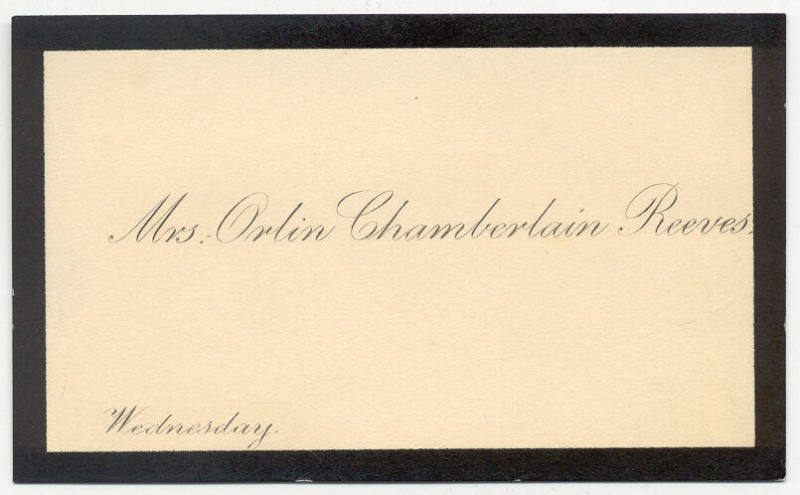 Mrs. Orlin Chamberlain Reeves.
Wednesday.